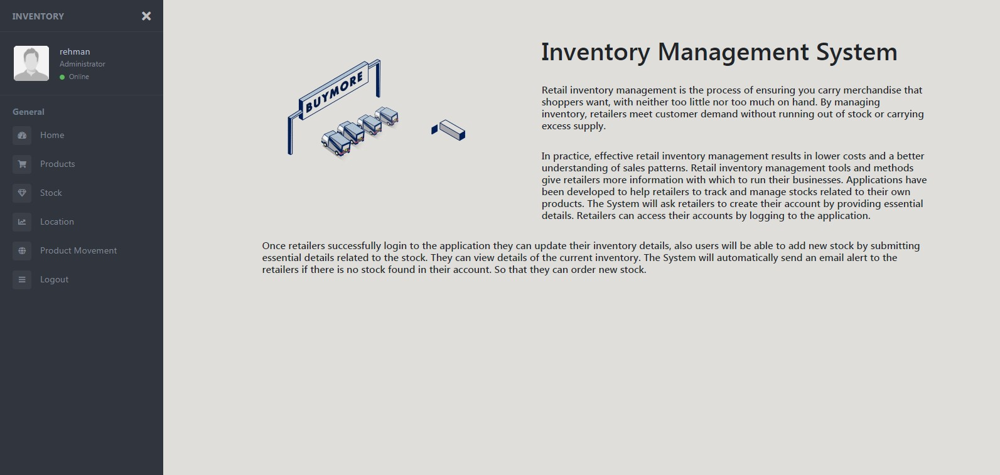 INVENTORY
rehman
Administrator
Online
General
Home
Products
Stock
Location
Product Movement
Logout
BUYMORE
Inventory Management System
Retail inventory management is the process of ensuring you carry merchandise that
shoppers want, with neither too little nor too much on hand. By managing
inventory, retailers meet customer demand without running out of stock or carrying
excess supply.
In practice, effective retail inventory management results in lower costs and a better
understanding of sales patterns. Retail inventory management tools and methods
give retailers more information with which to run their businesses. Applications have
been developed to help retailers to track and manage stocks related to their own
products. The System will ask retailers to create their account by providing essential
details. Retailers can access their accounts by logging to the application.
Once retailers successfully login to the application they can update their inventory details, also users will be able to add new stock by submitting
essential details related to the stock. They can view details of the current inventory. The System will automatically send an email alert to the
retailers if there is no stock found in their account. So that they can order new stock.